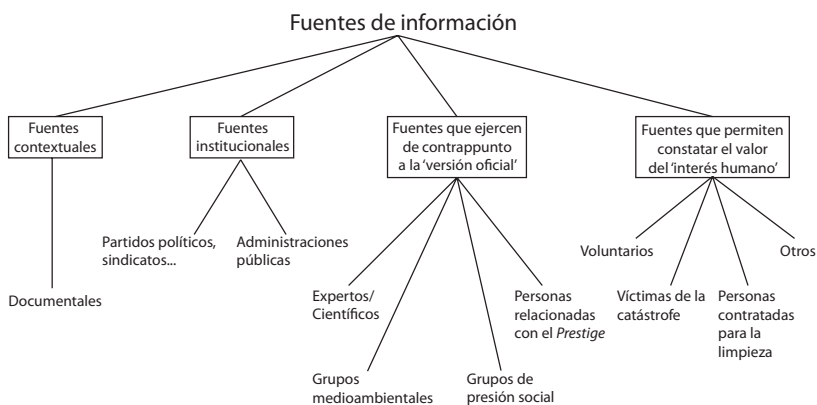 Fuentes de información
Fuentes
contextuales
Fuentes
institucionales
Fuentes que ejercen
de contrappunto
a la 'versión oficial'
Fuentes que permiten
constatar el valor
del 'interés humano'
Partidos políticos,
sindicatos...
Administraciones
públicas
Voluntarios
Otros
Documentales
Expertos/
Científicos
Personas
relacionadas
con el Prestige
Víctimas de la
catástrofe
Personas
contratadas
para la
limpieza
Grupos
medioambientales
Grupos de
presión social